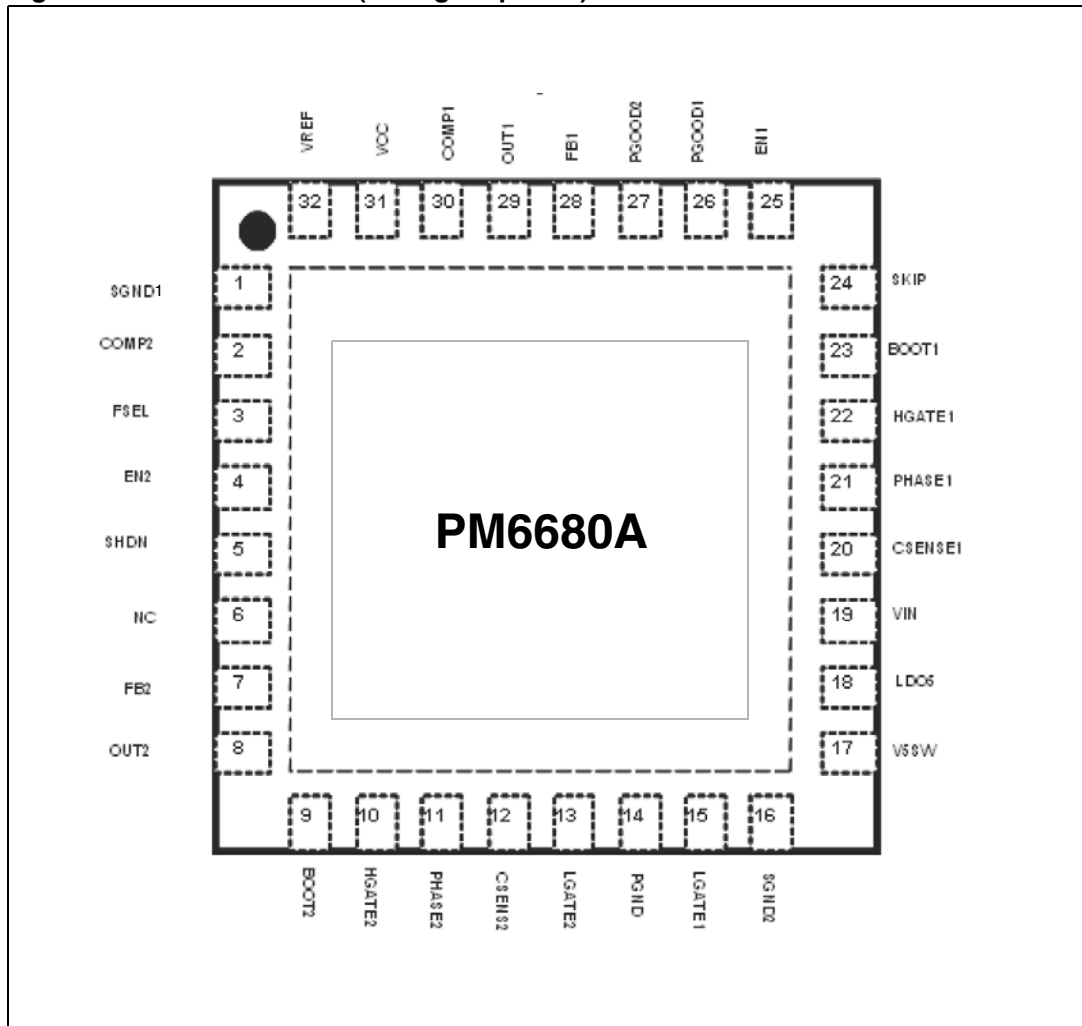 VREF
VCC
COMP1
OUT1
FB1
PGOOD2
PGOOD1
EN1
32
31
30
29
28
27
26
25
SGND1
1
COMP2
2
FSEL
3
EN2
4
SHDN
5
NC
6
FB2
7
OUT2
8
24
SKIP
23
BOOT1
22
HGATE1
21
PHASE1
20
CSENSE1
19
VIN
18
LDO5
17
V5SW
PM6680A
9
10
11
12
13
14
15
16
BOOT2
HGATE2
PHASE2
CSENS2
LGATE2
PGND
LGATE1
SGND2